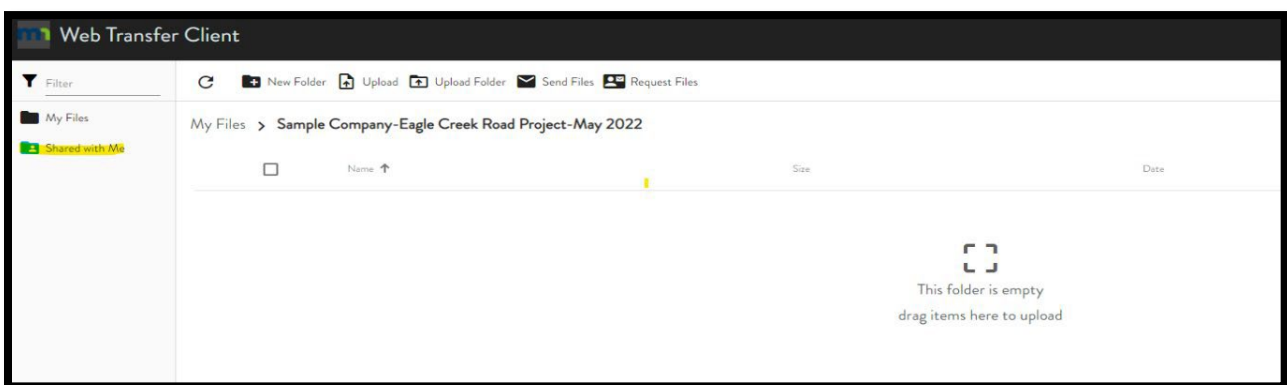 mn Web Transfer Client
Filter
New Folder Upload Upload Folder Send Files Request Files
My Files
Shared with Me
My Files > Sample Company-Eagle Creek Road Project-May 2022
Name ↑ Size Date
This folder is empty
drag items here to upload